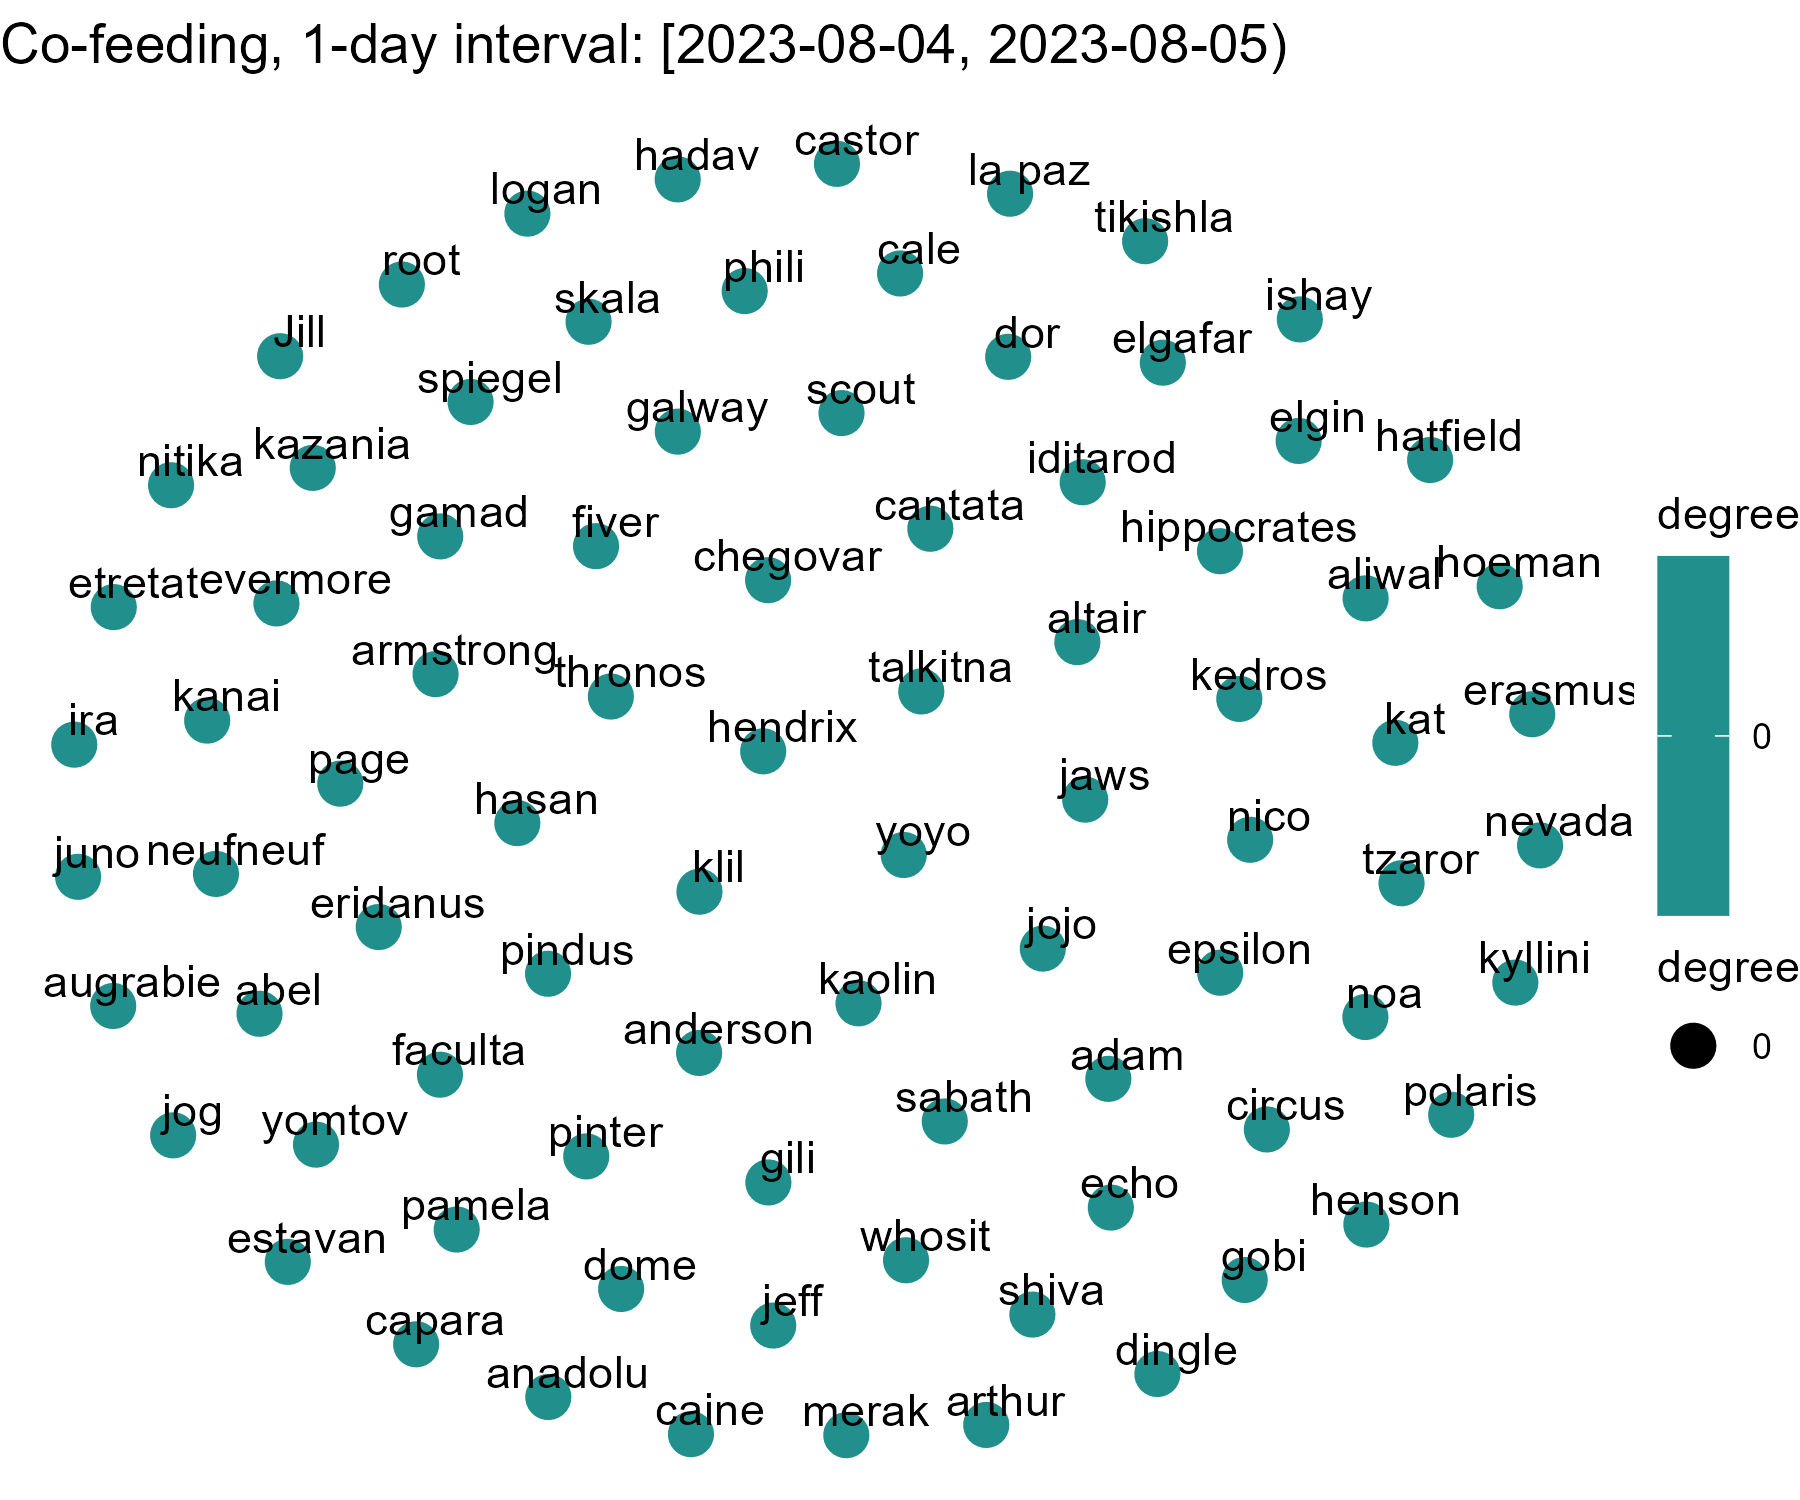 Co-feeding, 1-day interval: [2023-08-04, 2023-08-05)
castor
hadav
la paz
logan
tikishla
cale
root
phili
ishay
skala
Jill
dor
elgafar
spiegel
scout
galway
elgin
hatfield
kazania
nitika
iditarod
cantata
gamad
fiver
degree
hippocrates
chegovar
hoeman
aliwal
etretat
evermore
altair
armstrong
talkitna
thronos
kedros
erasmus
kanai
ira
kat
hendrix
0
page
jaws
hasan
nico
nevada
yoyo
juno
neufneuf
tzaror
klil
eridanus
jojo
pindus
epsilon
kyllini
degree
kaolin
augrabie
abel
noa
anderson
0
faculta
adam
polaris
sabath
circus
jog
yomtov
pinter
gili
echo
henson
pamela
whosit
estavan
gobi
dome
shiva
jeff
capara
dingle
anadolu
arthur
caine
merak